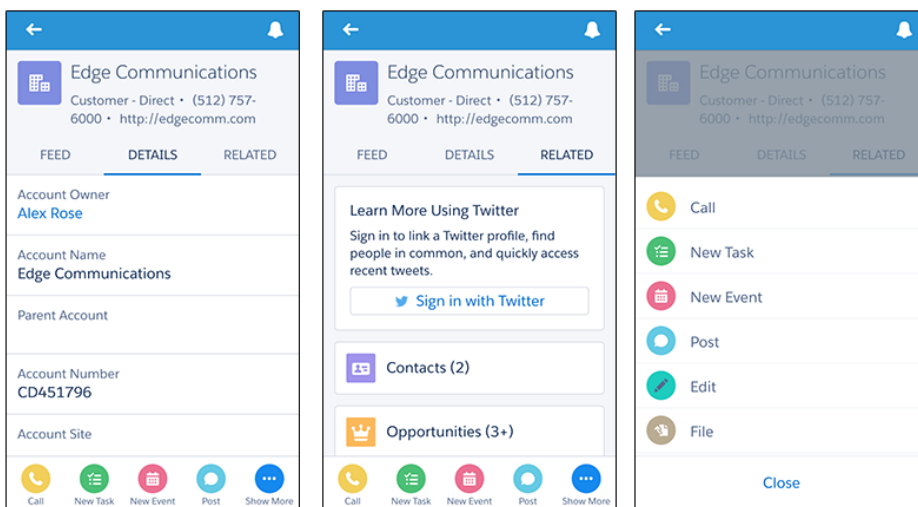 Edge Communications
Customer - Direct • (512) 757-
6000 • http://edgecomm.com
FEED DETAILS RELATED
Account Owner
Alex Rose
Account Name
Edge Communications
Parent Account
Account Number
CD451796
Account Site
Call New Task New Event Post Show More
Edge Communications
Customer - Direct • (512) 757-
6000 • http://edgecomm.com
FEED DETAILS RELATED
Learn More Using Twitter
Sign in to link a Twitter profile, find
people in common, and quickly access
recent tweets.
Sign in with Twitter
Contacts (2)
Opportunities (3+)
Call New Task New Event Post Show More
Edge Communications
Customer - Direct • (512) 757-
6000 • http://edgecomm.com
FEED DETAILS RELATED
Call
New Task
New Event
Post
Edit
File
Close